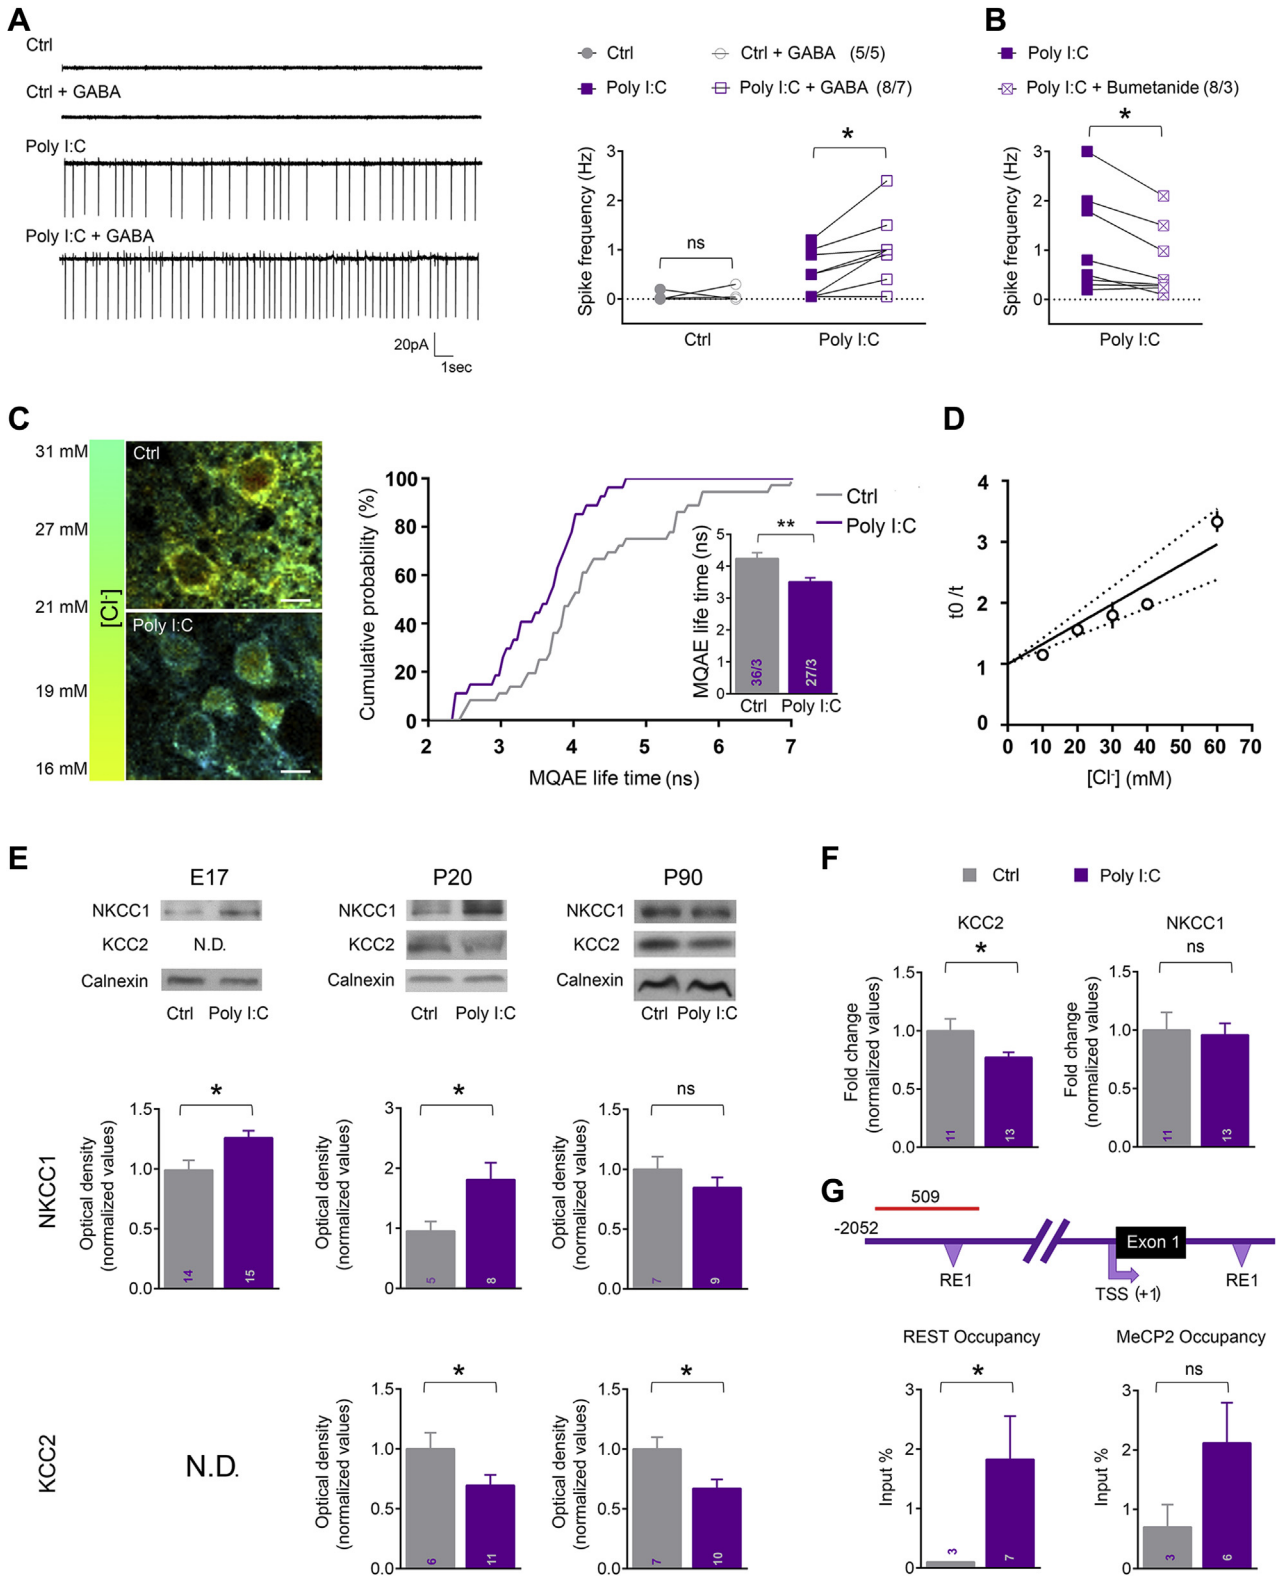 A
Ctrl
Ctrl + GABA
Poly I:C
Poly I:C + GABA
20pA
1sec
Ctrl
Ctrl + GABA (5/5)
Poly I:C
Poly I:C + GABA (8/7)
Spike frequency (Hz)
3
2
1
0
ns
*
Ctrl
Poly I:C
B
Poly I:C
Poly I:C + Bumetanide (8/3)
*
Spike frequency (Hz)
3
2
1
0
Poly I:C
C
31 mM
27 mM
21 mM
19 mM
16 mM
[Cl-]
Ctrl
Poly I:C
Cumulative probability (%)
100
80
60
40
20
0
2 3 4 5 6 7
MQAE life time (ns)
Ctrl
Poly I:C
MQAE life time (ns)
5
4
3
2
1
0
**
36/3
27/3
Ctrl Poly I:C
D
t0 /t
4
3
2
1
0
0 10 20 30 40 50 60 70
[Cl-] (mM)
E
E17
NKCC1
KCC2 N.D.
Calnexin
Ctrl Poly I:C
P20
NKCC1
KCC2
Calnexin
Ctrl Poly I:C
P90
NKCC1
KCC2
Calnexin
Ctrl Poly I:C
NKCC1
Optical density
(normalized values)
1.5
1.0
0.5
0.0
*
14
15
Optical density
(normalized values)
3
2
1
0
*
5
8
Optical density
(normalized values)
1.5
1.0
0.5
0.0
ns
7
9
KCC2
N.D.
Optical density
(normalized values)
1.5
1.0
0.5
0.0
*
6
11
Optical density
(normalized values)
1.5
1.0
0.5
0.0
*
7
10
F
Ctrl
Poly I:C
KCC2
*
Fold change
(normalized values)
1.5
1.0
0.5
0.0
11
13
NKCC1
ns
Fold change
(normalized values)
1.5
1.0
0.5
0.0
11
13
G
509
-2052
Exon 1
RE1
TSS (+1)
RE1
REST Occupancy
*
Input %
3
2
1
0
3
7
MeCP2 Occupancy
ns
Input %
3
2
1
0
3
6